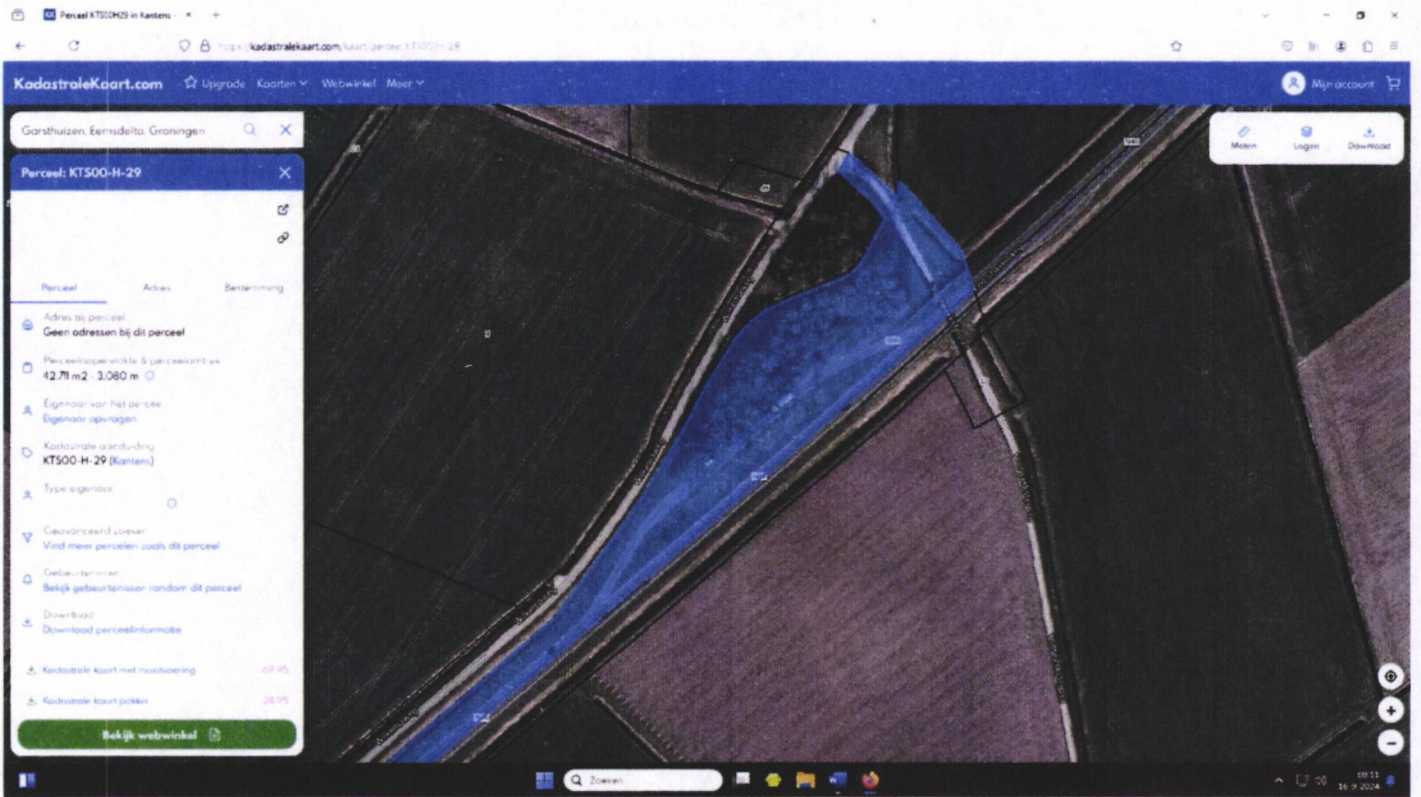 Perceel KTS00H29 in Kantens -
kadastralekaart.com
KadastraleKaart.com
Upgrade Kaarten Webwinkel Meer
Mijn account
Garsthuizen, Eemsdelta, Groningen
Meten Lagen Download
Perceel: KTS00-H-29
Perceel Adres Bestemming
Adres bij perceel
Geen adressen bij dit perceel
Perceeloppervlakte & perceelomtrek
42.711 m2 - 3.080 m
Eigenaar van het perceel
Eigenaar opvragen
Kadastrale aanduiding
KTS00-H-29 (Kantens)
Type eigenaar
Geavanceerd zoeken
Vind meer percelen zoals dit perceel
Gebeurtenissen
Bekijk gebeurtenissen rondom dit perceel
Download
Download perceelinformatie
Kadastrale kaart met maatvoering
Kadastrale kaart pakket
Bekijk webwinkel
Zoeken
09:11
16-9-2024